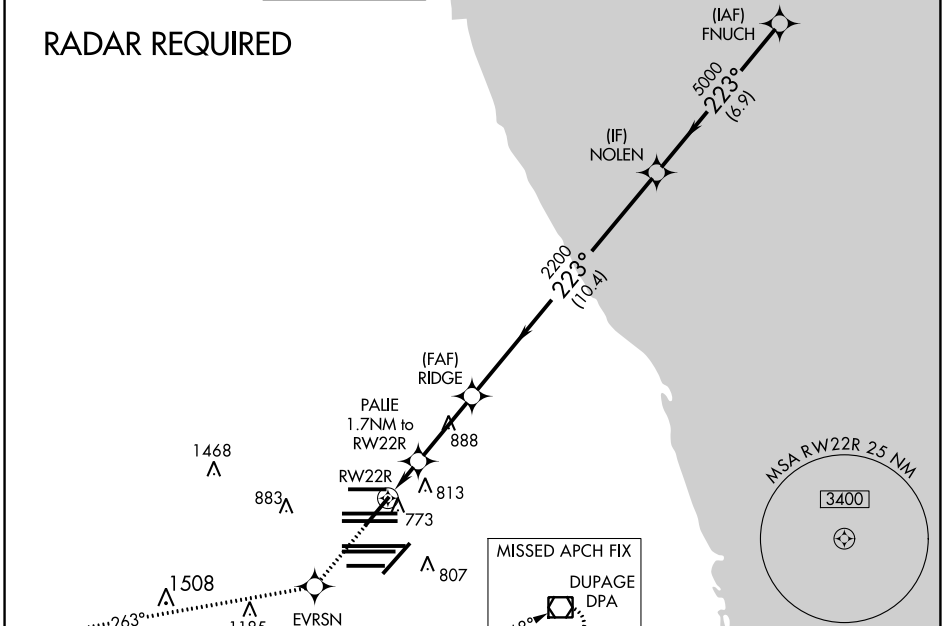 RADAR REQUIRED
(IAF)
FNUCH
5000
223°
(6.9)
(IF)
NOLEN
2200
223°
(10.4)
(FAF)
RIDGE
PALIE
1.7NM to
RW22R
888
1468
RW22R
813
883
773
MSA RW22R 25 NM
3400
807
MISSED APCH FIX
DUPAGE
DPA
1508
263°
EVRSN